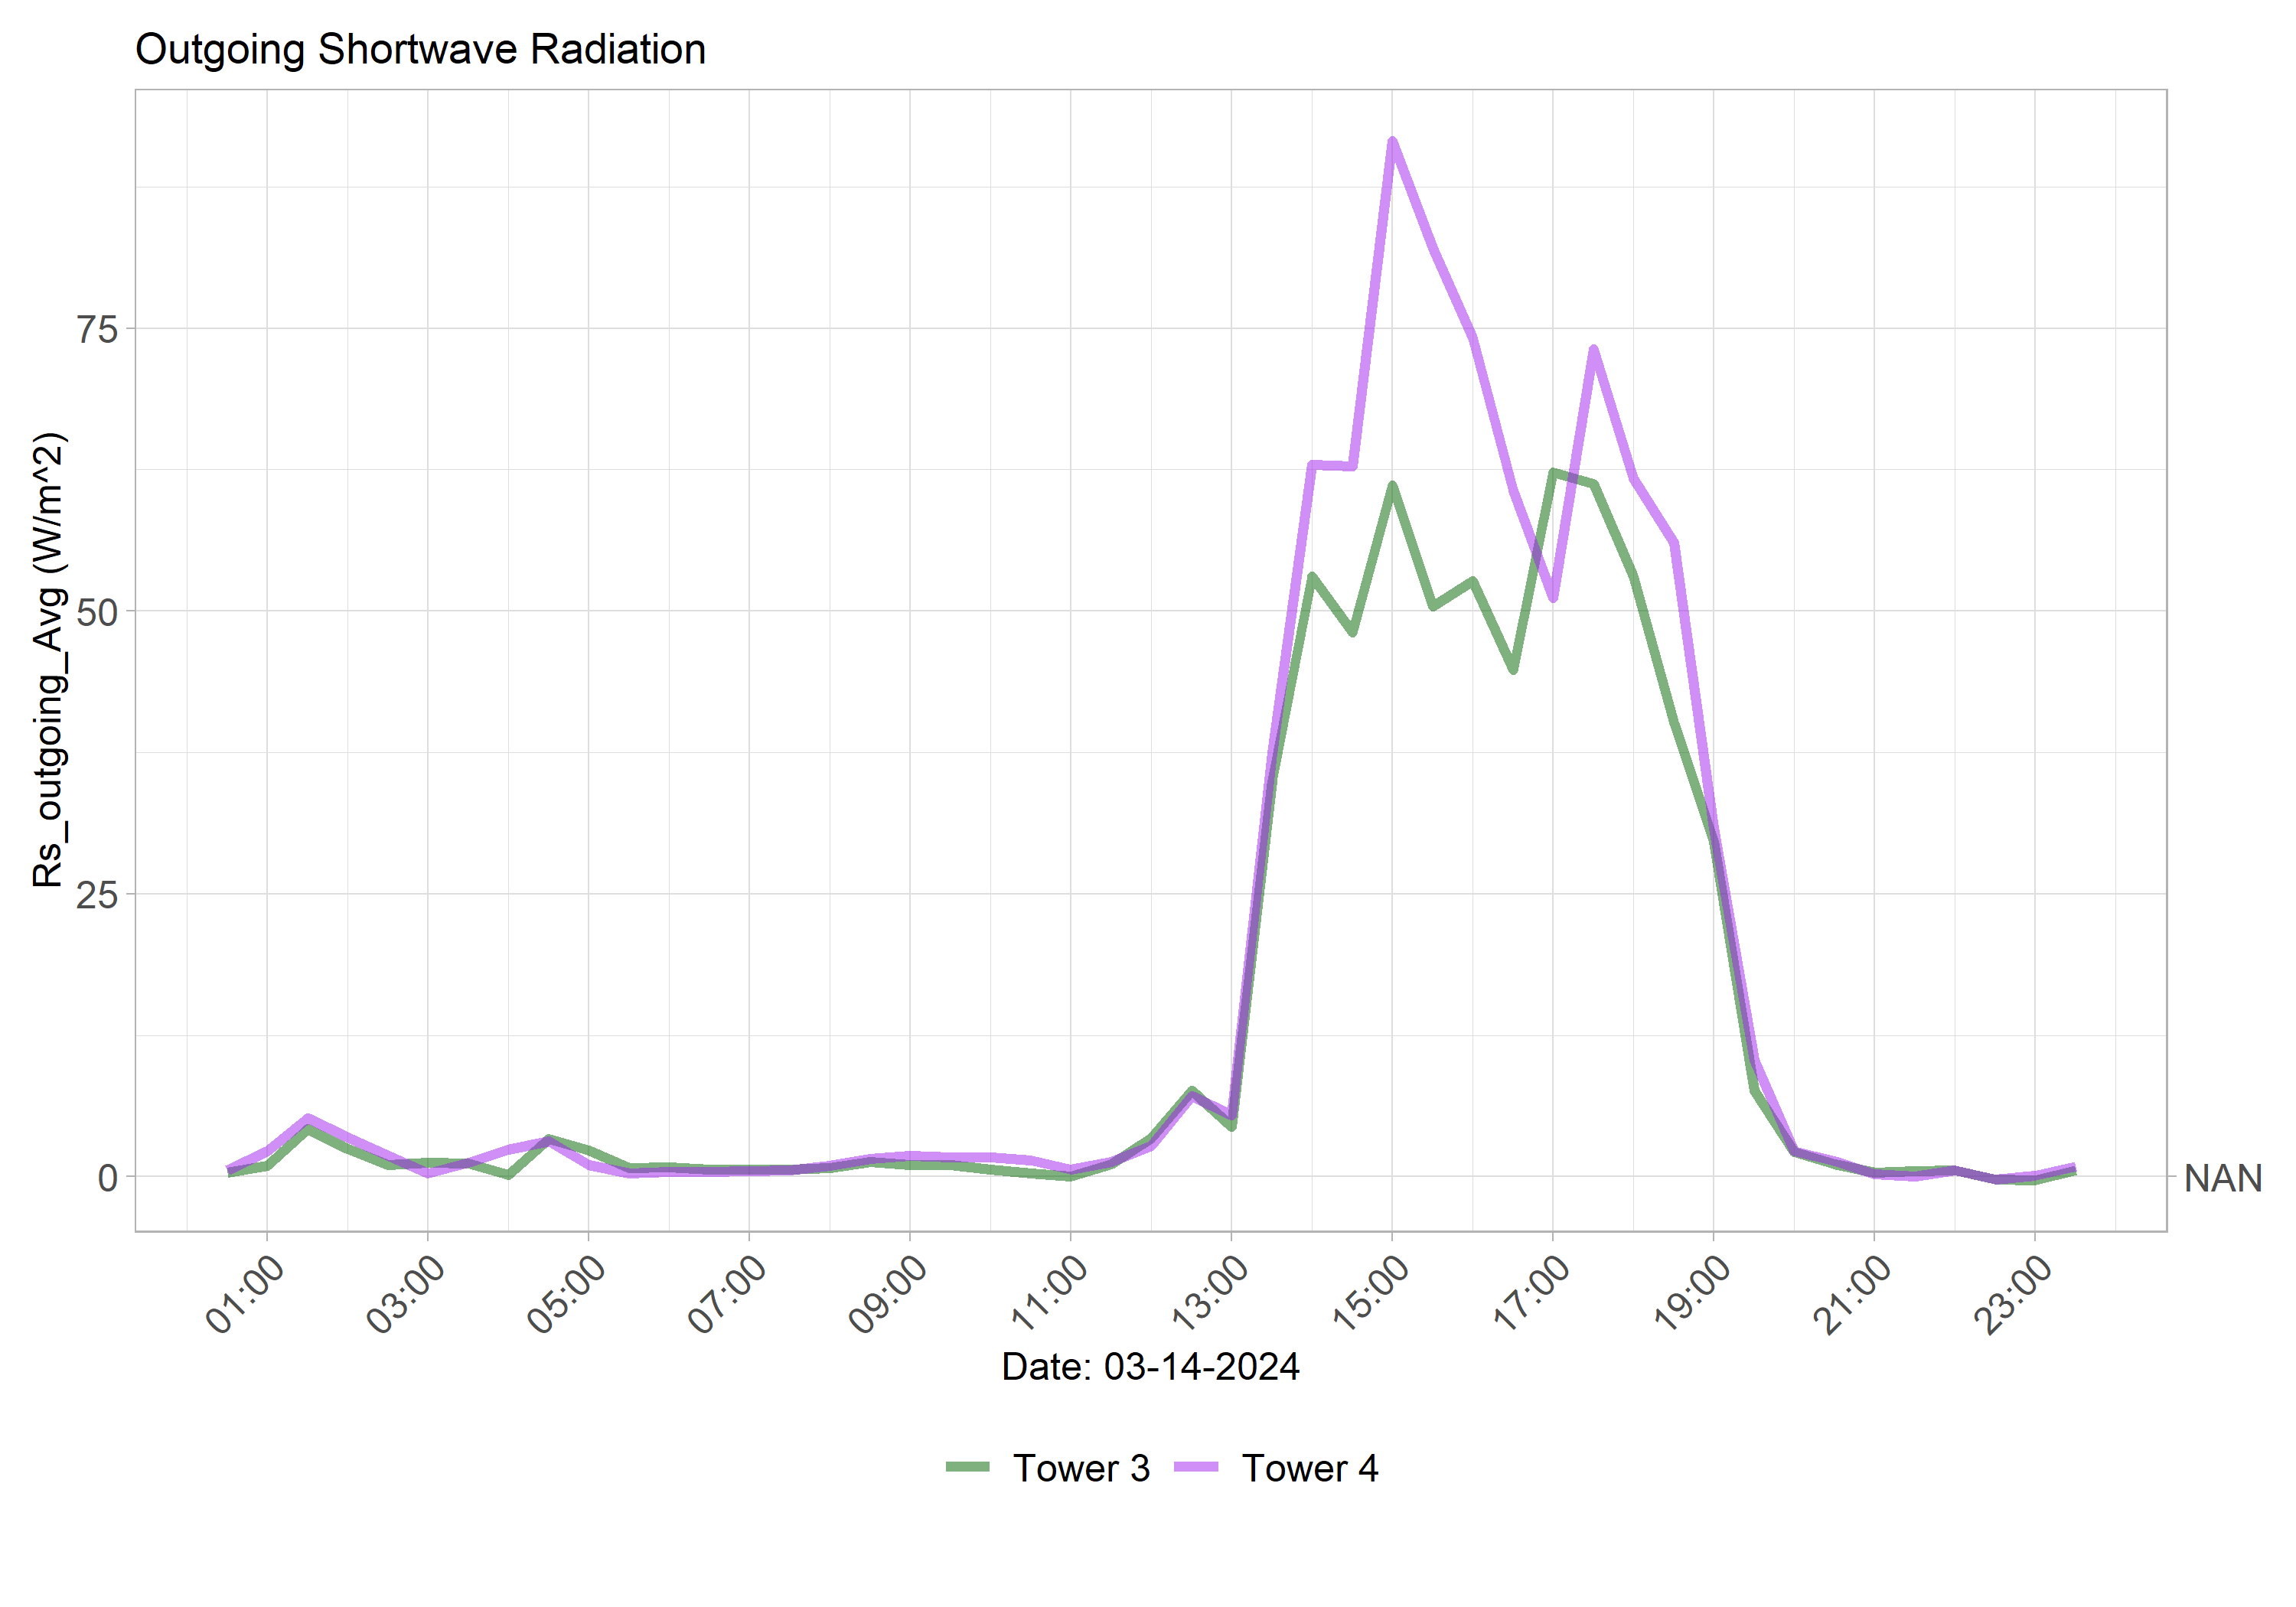 Outgoing Shortwave Radiation
Rs_outgoing_Avg (W/m^2)
75
50
25
0
NAN
01:00
03:00
05:00
07:00
09:00
11:00
13:00
15:00
17:00
19:00
21:00
23:00
Date: 03-14-2024
Tower 3
Tower 4